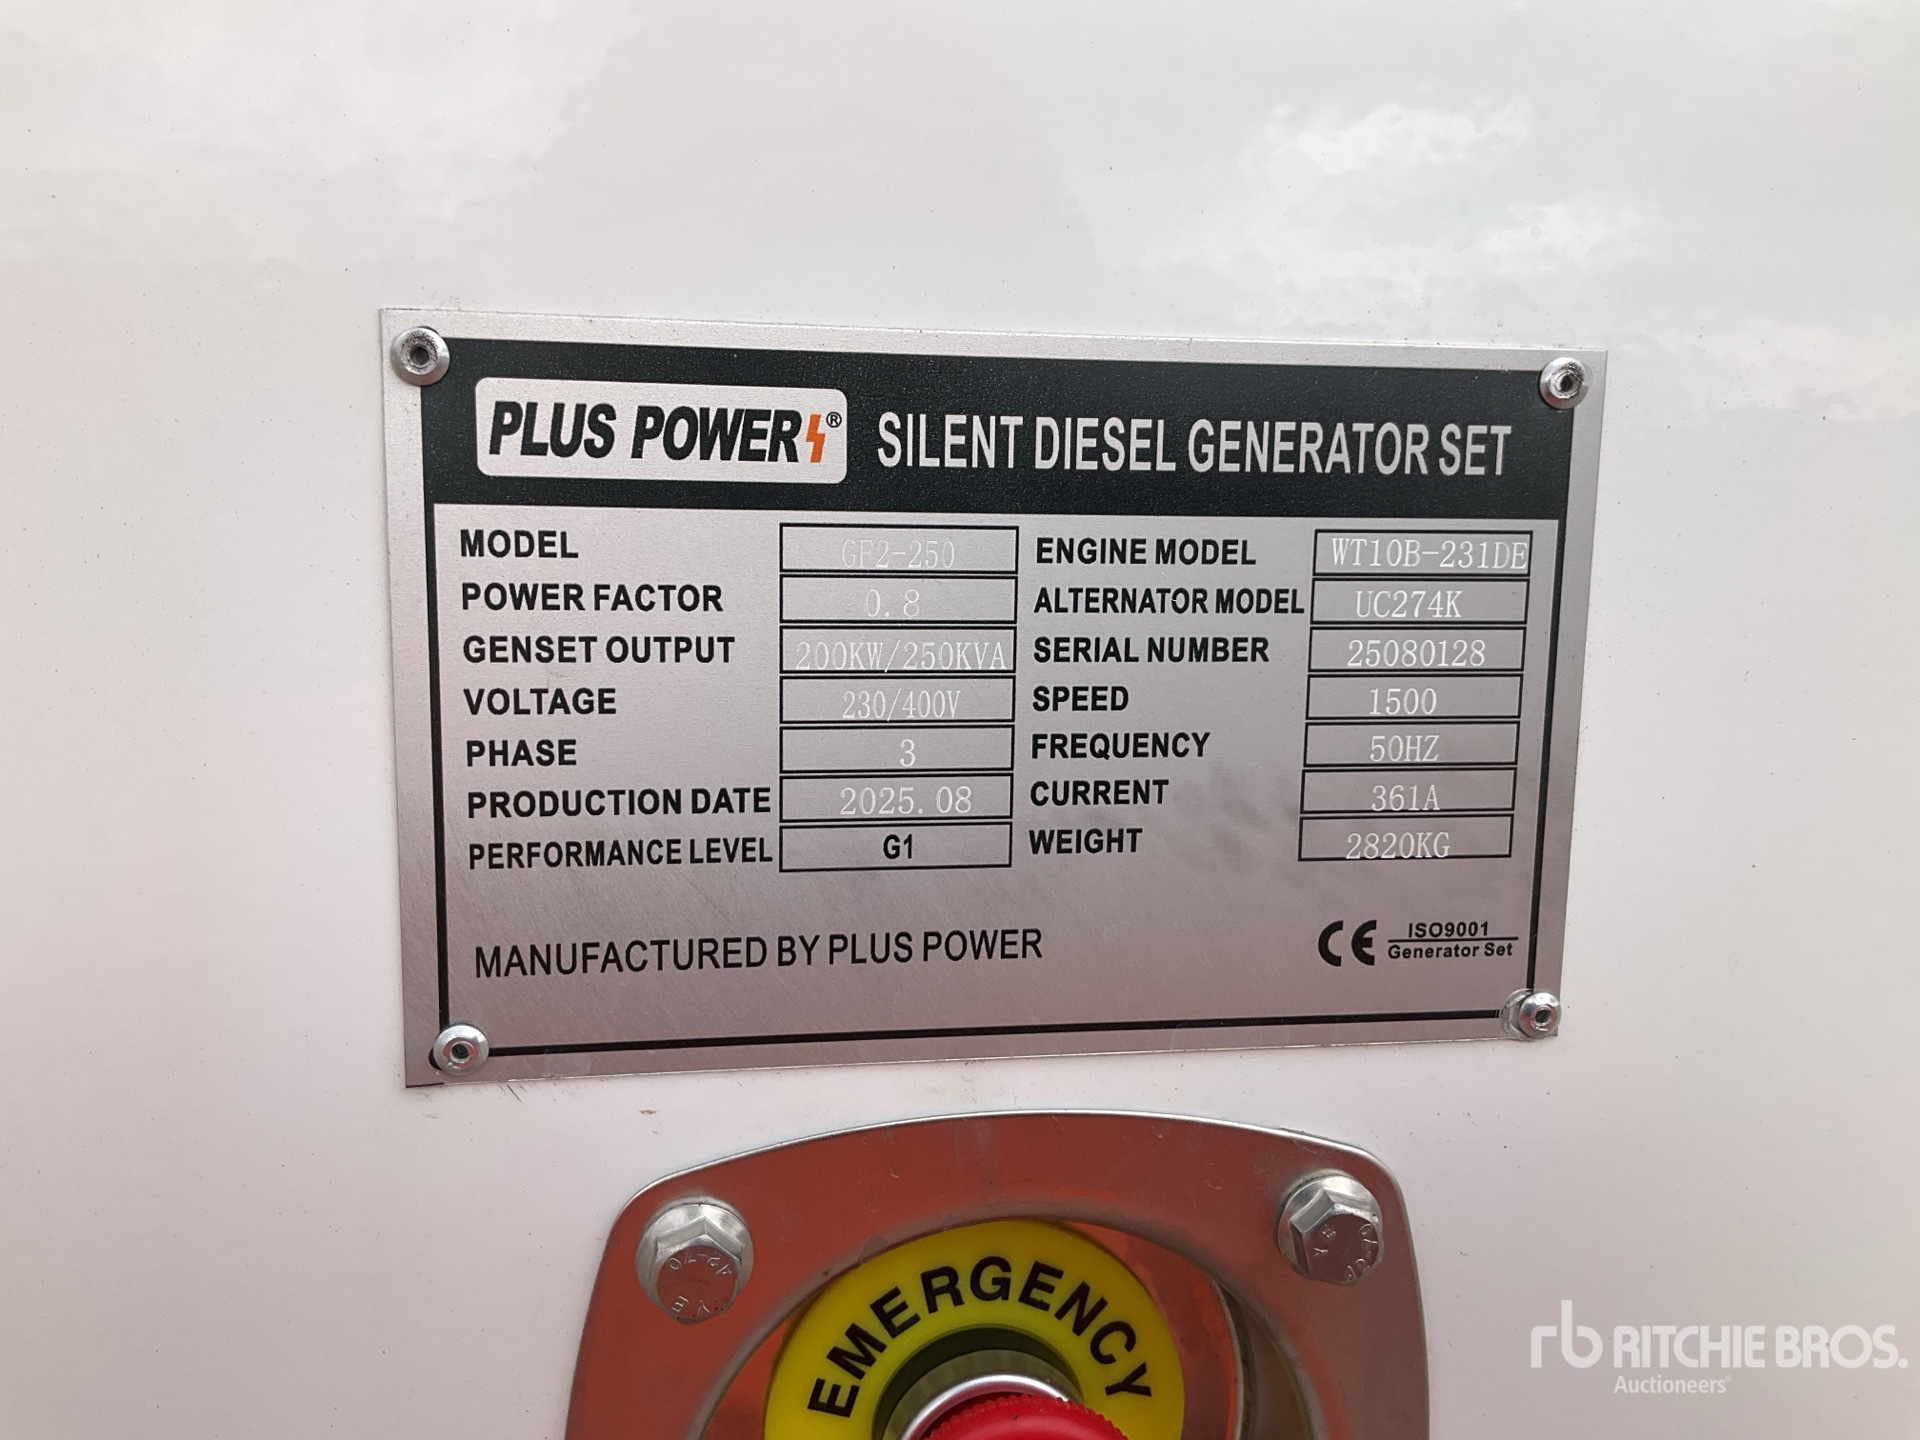 PLUS POWER® SILENT DIESEL GENERATOR SET
MODEL GF2-250 ENGINE MODEL WT10B-231DE
POWER FACTOR 0.8 ALTERNATOR MODEL UC274K
GENSET OUTPUT 200KW/250KVA SERIAL NUMBER 25080128
VOLTAGE 230/400V SPEED 1500
PHASE 3 FREQUENCY 50HZ
PRODUCTION DATE 2025.08 CURRENT 361A
PERFORMANCE LEVEL G1 WEIGHT 2820KG
MANUFACTURED BY PLUS POWER CE ISO9001
Generator Set
EMERGENCY
rb RITCHIE BROS.
Auctioneers